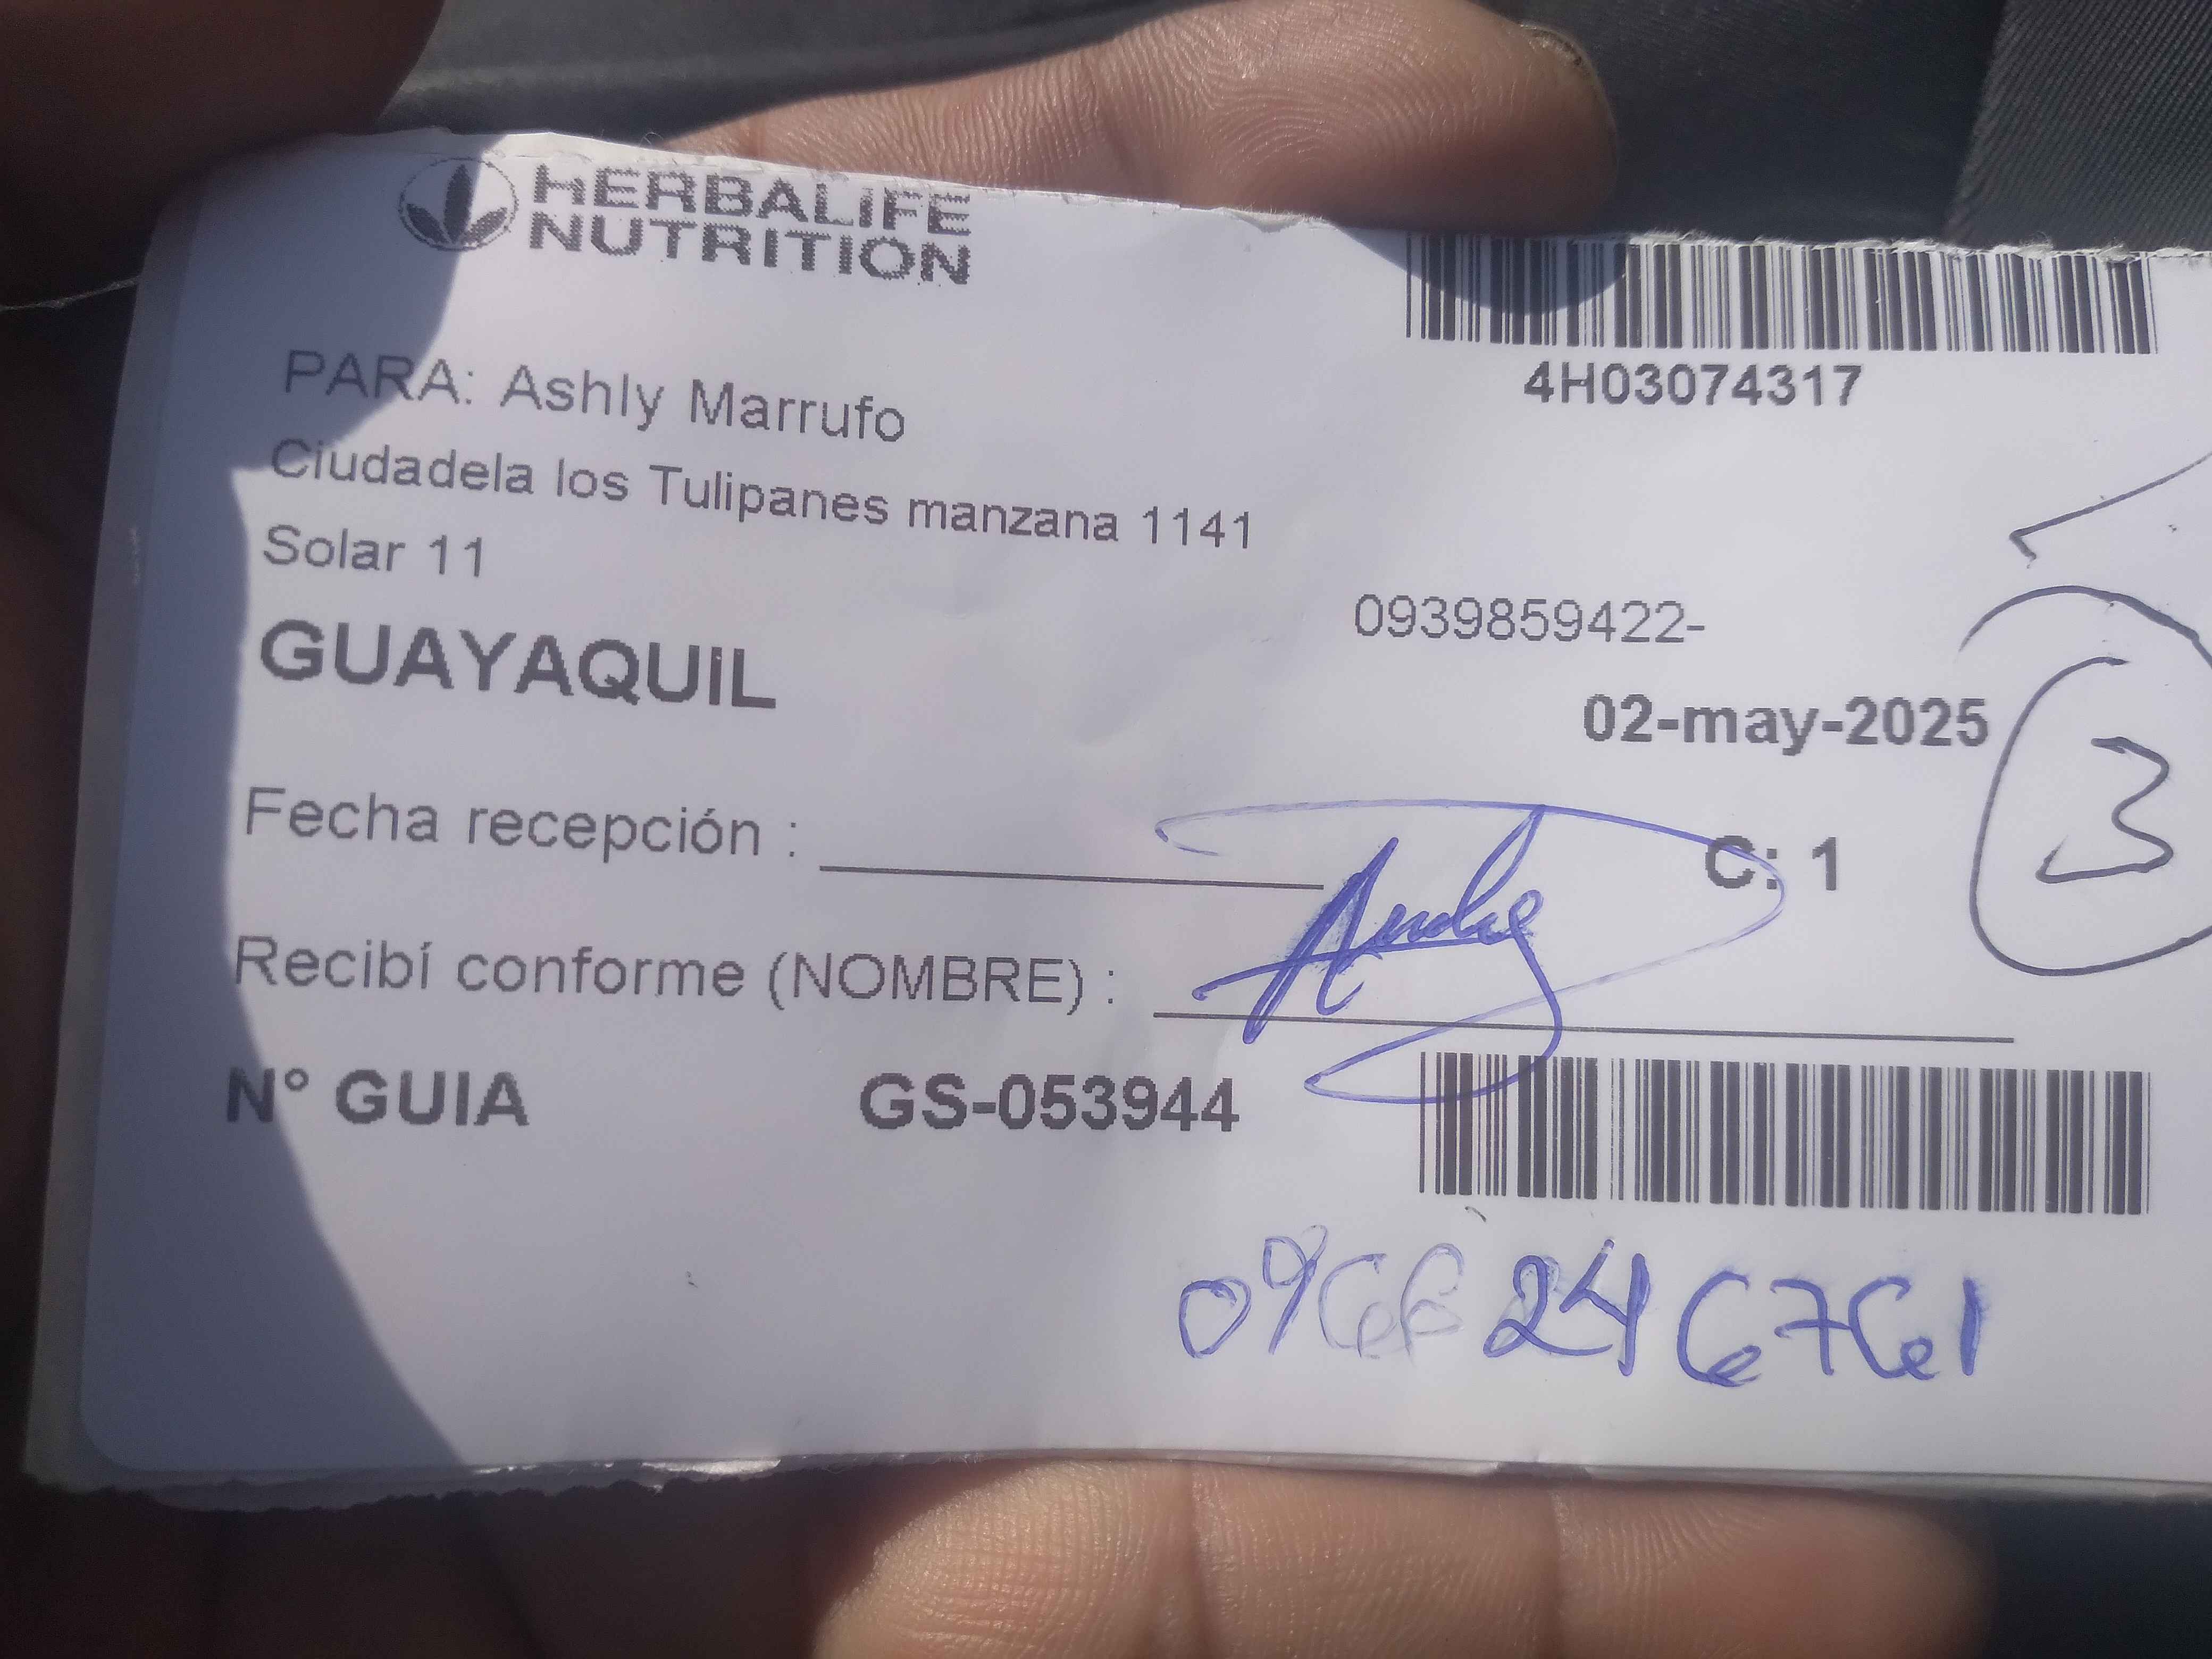 HERBALIFE
NUTRITION
4H03074317
PARA: Ashly Marrufo
Ciudadela los Tulipanes manzana 1141
Solar 11
0939859422-
GUAYAQUIL
02-may-2025
3
Fecha recepción :
C: 1
Recibí conforme (NOMBRE) :
N° GUIA GS-053944
0966246761